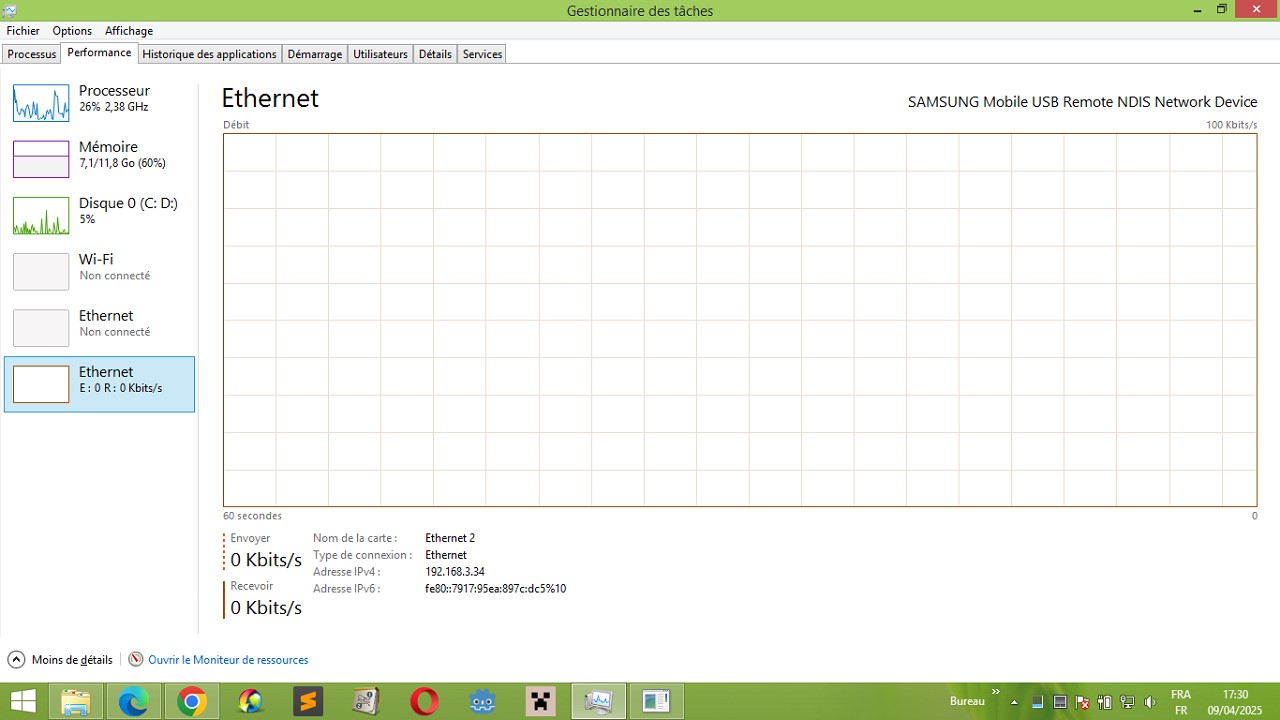 Gestionnaire des tâches
Fichier Options Affichage
Processus Performance Historique des applications Démarrage Utilisateurs Détails Services
Processeur
26% 2,38 GHz
Mémoire
7,1/11,8 Go (60%)
Disque 0 (C: D:)
5%
Wi-Fi
Non connecté
Ethernet
Non connecté
Ethernet
E : 0 R : 0 Kbits/s
Ethernet
SAMSUNG Mobile USB Remote NDIS Network Device
Débit
100 Kbits/s
60 secondes
0
Envoyer
0 Kbits/s
Recevoir
0 Kbits/s
Nom de la carte : Ethernet 2
Type de connexion : Ethernet
Adresse IPv4 : 192.168.3.34
Adresse IPv6 : fe80::7917:95ea:897c:dc5%10
Moins de détails
Ouvrir le Moniteur de ressources
Bureau
FRA
FR
17:30
09/04/2025